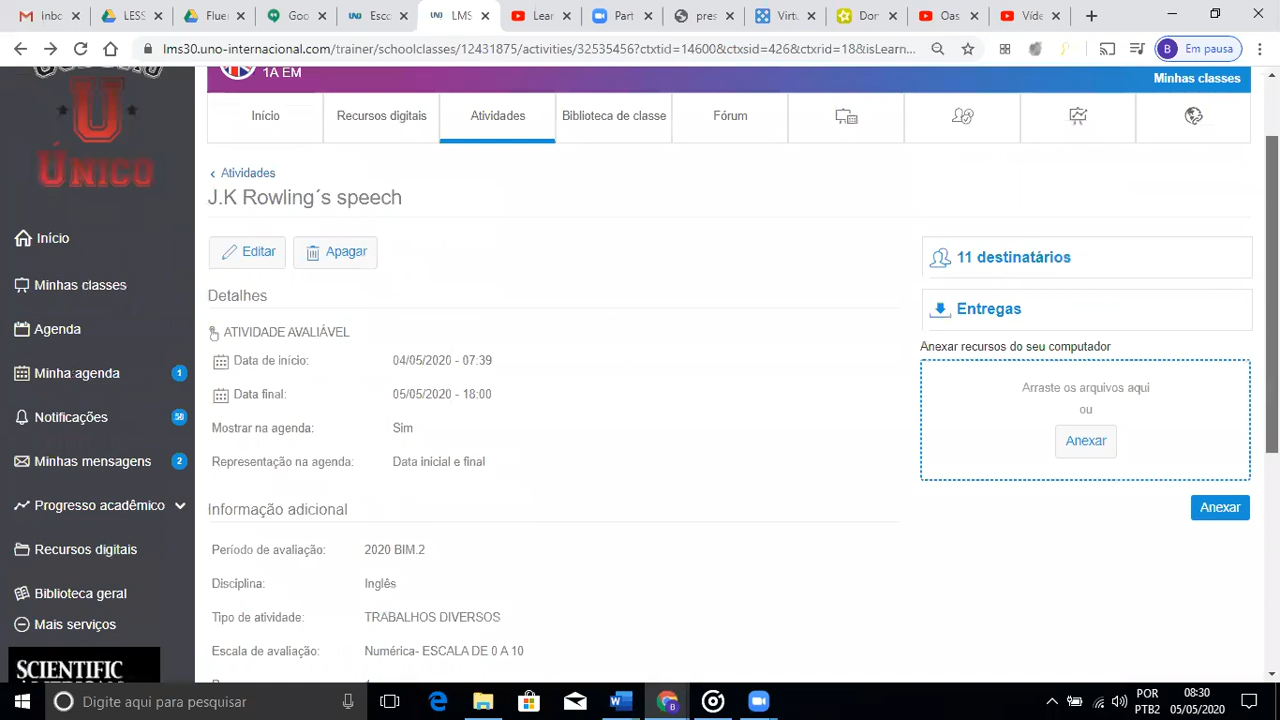 Inbc
LESS
Fluer
Goo
Escc
LMS
Lear
Part
pres
Virtu
Dor
Oas
Víde
lms30.uno-internacional.com/trainer/schoolclasses/12431875/activities/32535456?ctxtid=14600&ctxsid=426&ctxrid=18&isLearn...
B Em pausa
1A EM
Minhas classes
Início
Recursos digitais
Atividades
Biblioteca de classe
Fórum
U
ÚNICO
‹ Atividades
J.K Rowling´s speech
Editar
Apagar
Detalhes
ATIVIDADE AVALIÁVEL
Data de início: 04/05/2020 - 07:39
Data final: 05/05/2020 - 18:00
Mostrar na agenda: Sim
Representação na agenda: Data inicial e final
Informação adicional
Período de avaliação: 2020 BIM.2
Disciplina: Inglês
Tipo de atividade: TRABALHOS DIVERSOS
Escala de avaliação: Numérica- ESCALA DE 0 A 10
11 destinatários
Entregas
Anexar recursos do seu computador
Arraste os arquivos aqui
ou
Anexar
Anexar
Início
Minhas classes
Agenda
Minha agenda 1
Notificações 58
Minhas mensagens 2
Progresso acadêmico
Recursos digitais
Biblioteca geral
Mais serviços
SCIENTIFIC
Digite aqui para pesquisar
POR
PTB2
08:30
05/05/2020